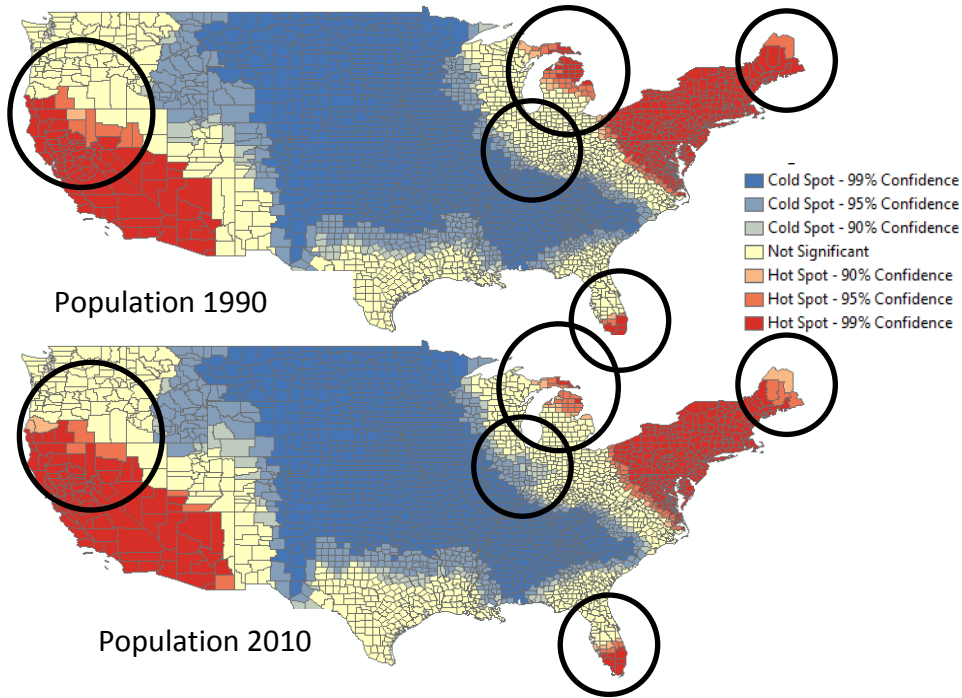 Cold Spot - 99% Confidence
Cold Spot - 95% Confidence
Cold Spot - 90% Confidence
Not Significant
Hot Spot - 90% Confidence
Hot Spot - 95% Confidence
Hot Spot - 99% Confidence
Population 1990
Population 2010